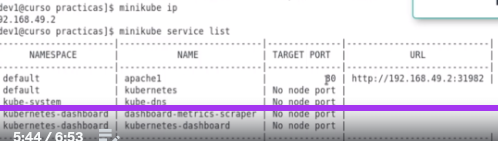 dev1@curso practicas]$ minikube ip
92.168.49.2
dev1@curso practicas]$ minikube service list
NAMESPACE | NAME | TARGET PORT | URL
default | apache1 | 80 | http://192.168.49.2:31982 |
default | kubernetes | No node port |
kube-system | kube-dns | No node port |
kubernetes-dashboard | dashboard-metrics-scraper | No node port |
kubernetes-dashboard | kubernetes-dashboard | No node port |
5:44 / 6:53